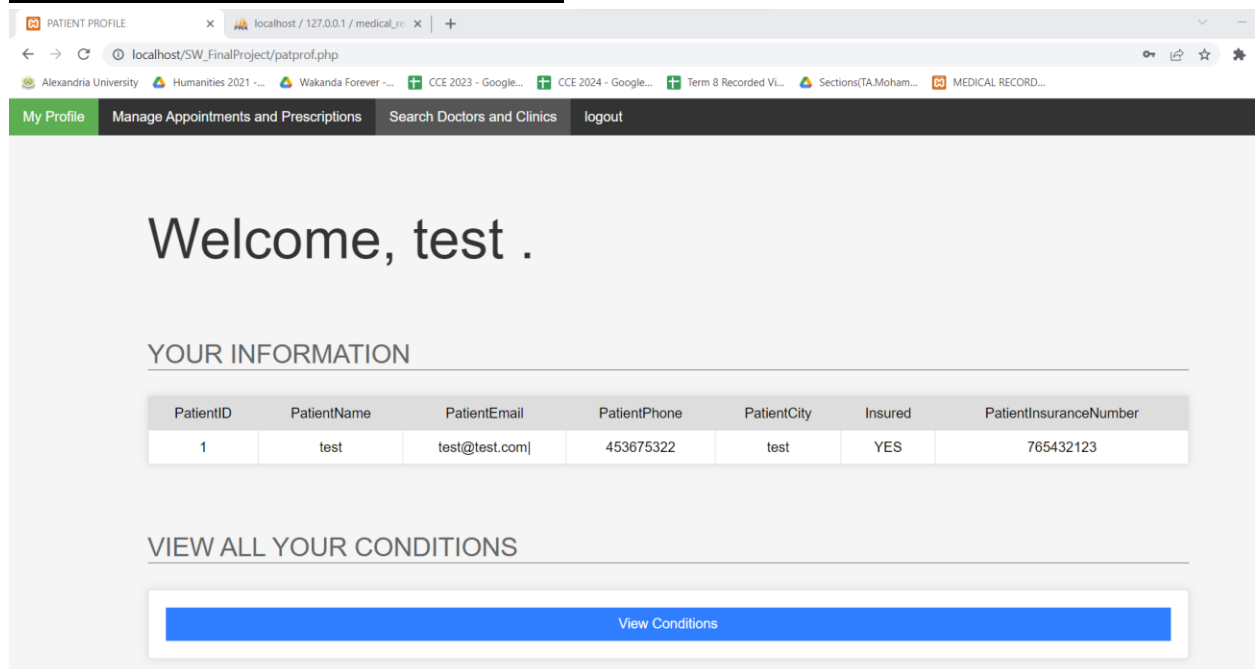 PATIENT PROFILE localhost / 127.0.0.1 / medical_re
localhost/SW_FinalProject/patprof.php
Alexandria University Humanities 2021 -... Wakanda Forever -... CCE 2023 - Google... CCE 2024 - Google... Term 8 Recorded Vi... Sections(TA.Moham... MEDICAL RECORD...
My Profile Manage Appointments and Prescriptions Search Doctors and Clinics logout
Welcome, test .
YOUR INFORMATION
PatientID PatientName PatientEmail PatientPhone PatientCity Insured PatientInsuranceNumber
1 test test@test.com| 453675322 test YES 765432123
VIEW ALL YOUR CONDITIONS
View Conditions